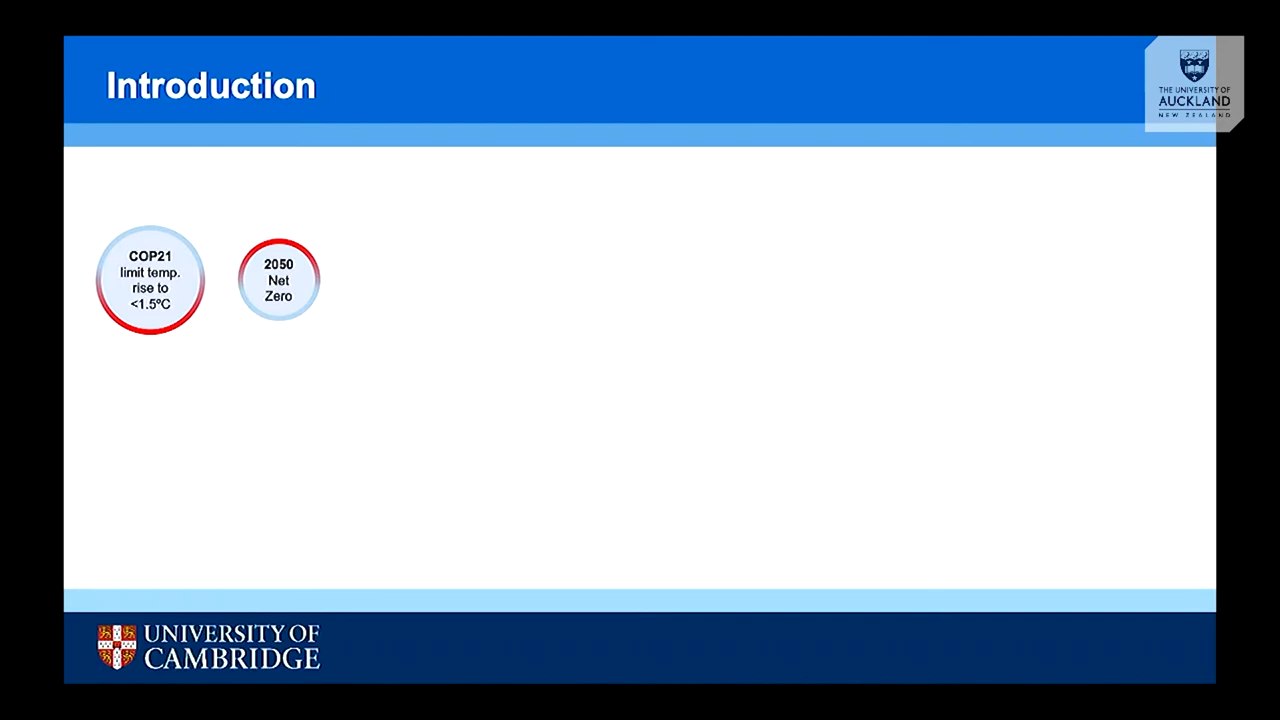 Introduction
THE UNIVERSITY OF
AUCKLAND
NEW ZEALAND
COP21
limit temp.
rise to
<1.5ºC
2050
Net
Zero
UNIVERSITY OF
CAMBRIDGE